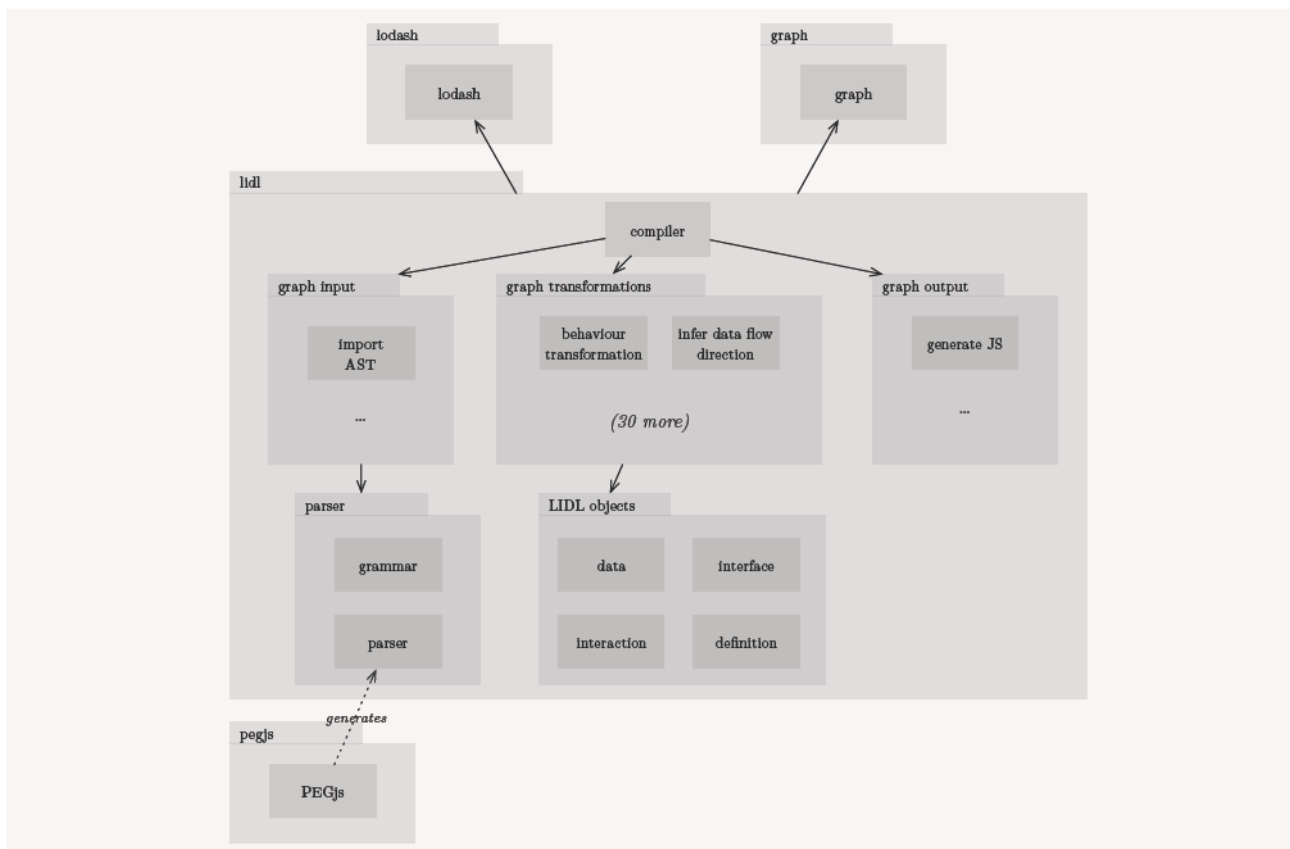 lodash
graph
lodash
graph
lidl
compiler
graph input
graph transformations
graph output
import
AST
...
behaviour
transformation
infer data flow
direction
(30 more)
generate JS
...
parser
LIDL objects
grammar
parser
data
interface
interaction
definition
generates
pegjs
PEGjs